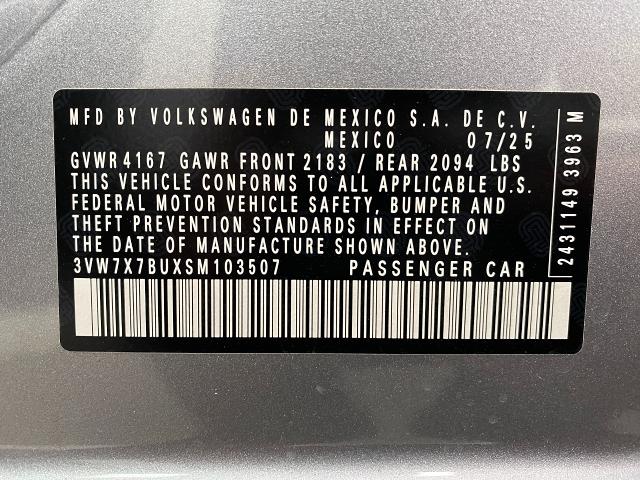 MFD BY VOLKSWAGEN DE MEXICO S.A. DE C.V.
MEXICO 07/25
GVWR 4167 GAWR FRONT 2183 / REAR 2094 LBS
THIS VEHICLE CONFORMS TO ALL APPLICABLE U.S.
FEDERAL MOTOR VEHICLE SAFETY, BUMPER AND
THEFT PREVENTION STANDARDS IN EFFECT ON THE
DATE OF MANUFACTURE SHOWN ABOVE.
3VW7X7BUXSM103507 PASSENGER CAR
2431149 3963 M